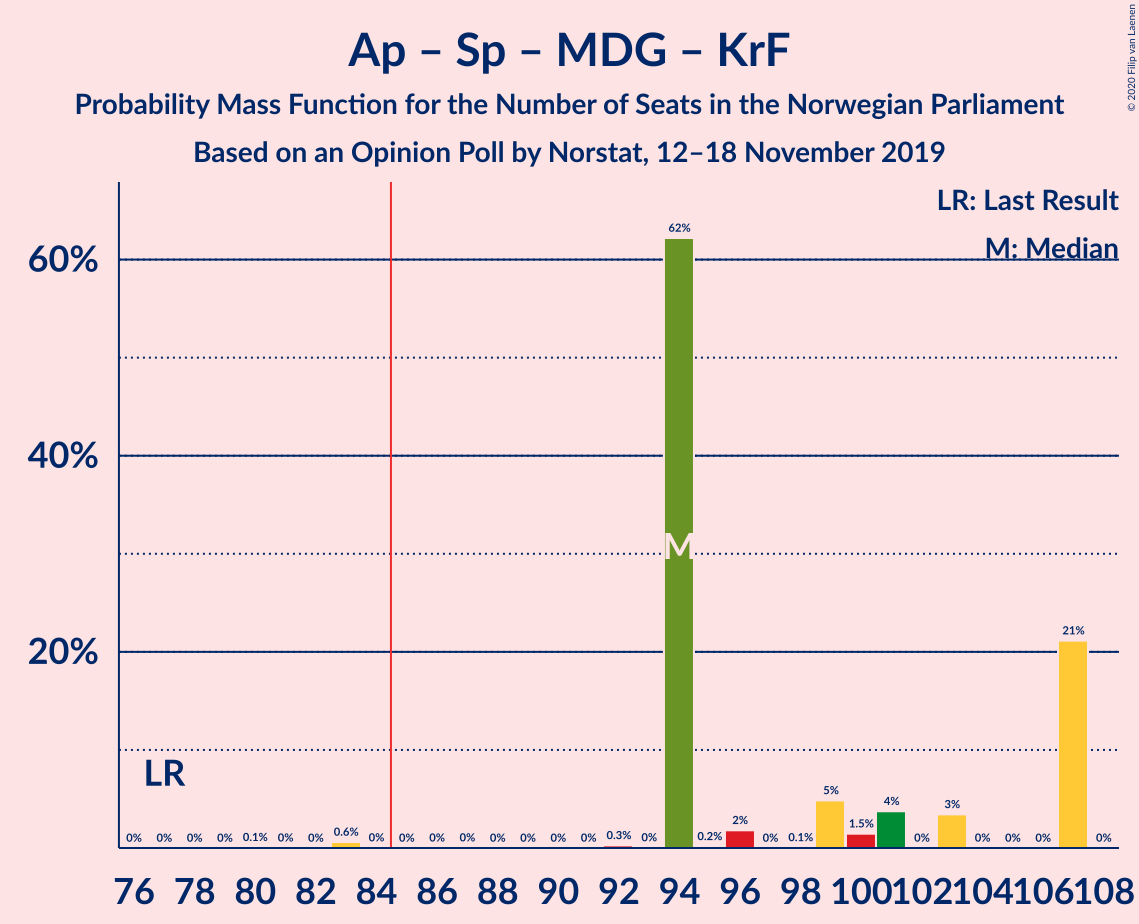 Ap – Sp – MDG – KrF
Probability Mass Function for the Number of Seats in the Norwegian Parliament
Based on an Opinion Poll by Norstat, 12–18 November 2019
© 2020 Filip van Laenen
LR: Last Result
M: Median
60%
40%
20%
LR
M
0% 0% 0% 0% 0.1% 0% 0% 0.6% 0% 0% 0% 0% 0% 0% 0% 0% 0.3% 0% 62% 0.2% 2% 0% 0.1% 5% 1.5% 4% 0% 3% 0% 0% 0% 21% 0%
76 78 80 82 84 86 88 90 92 94 96 98 100 102 104 106 108